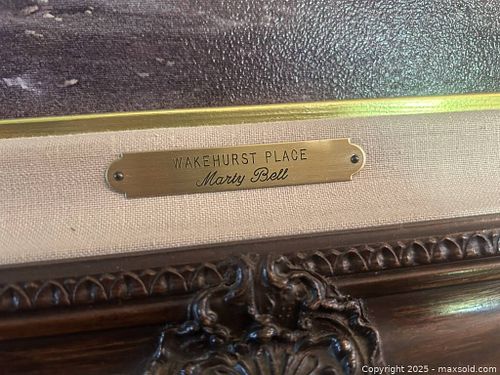 WAKEHURST PLACE
Marty Bell
Copyright 2025 - maxsold.com